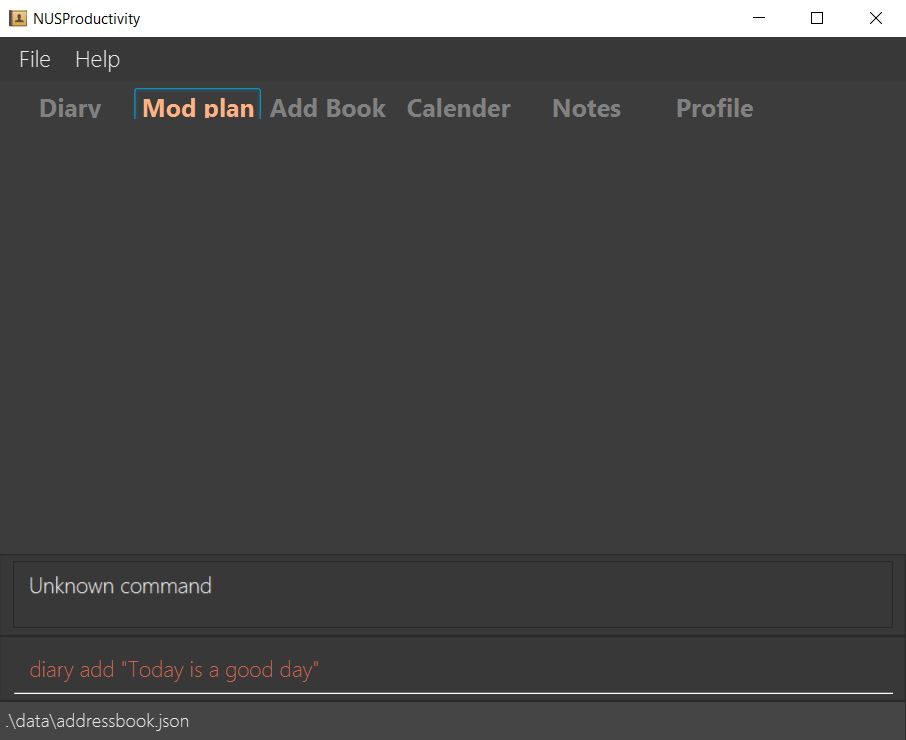 NUSProductivity
File Help
Diary Mod plan Add Book Calender Notes Profile
Unknown command
diary add "Today is a good day"
.\data\addressbook.json